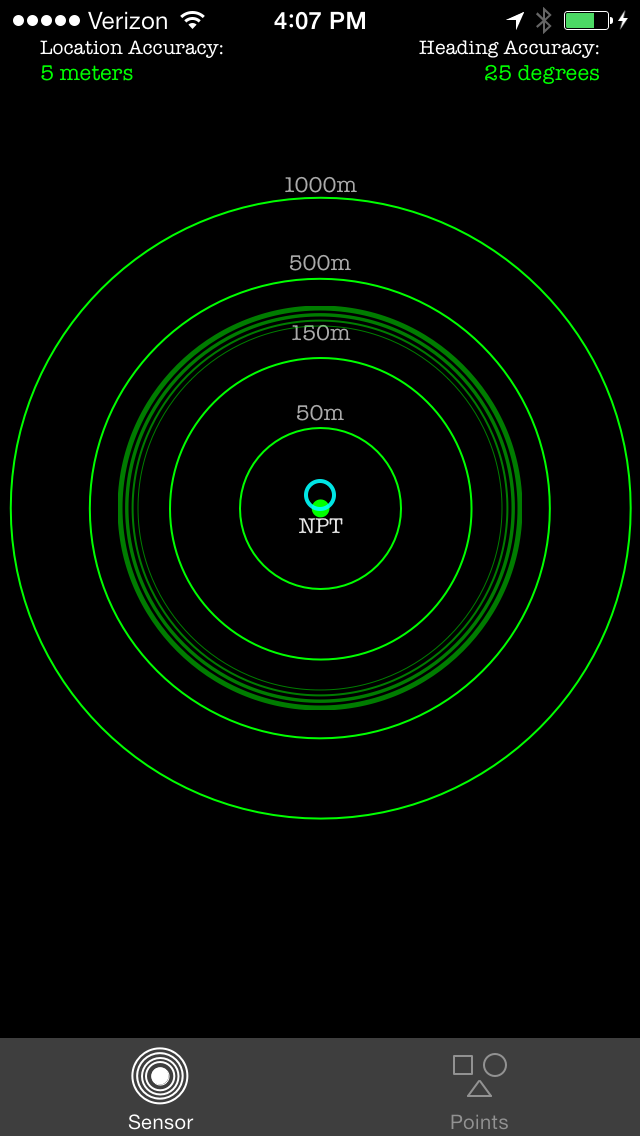 Verizon 4:07 PM
Location Accuracy: Heading Accuracy:
5 meters 25 degrees
1000m
500m
150m
50m
NPT
Sensor Points